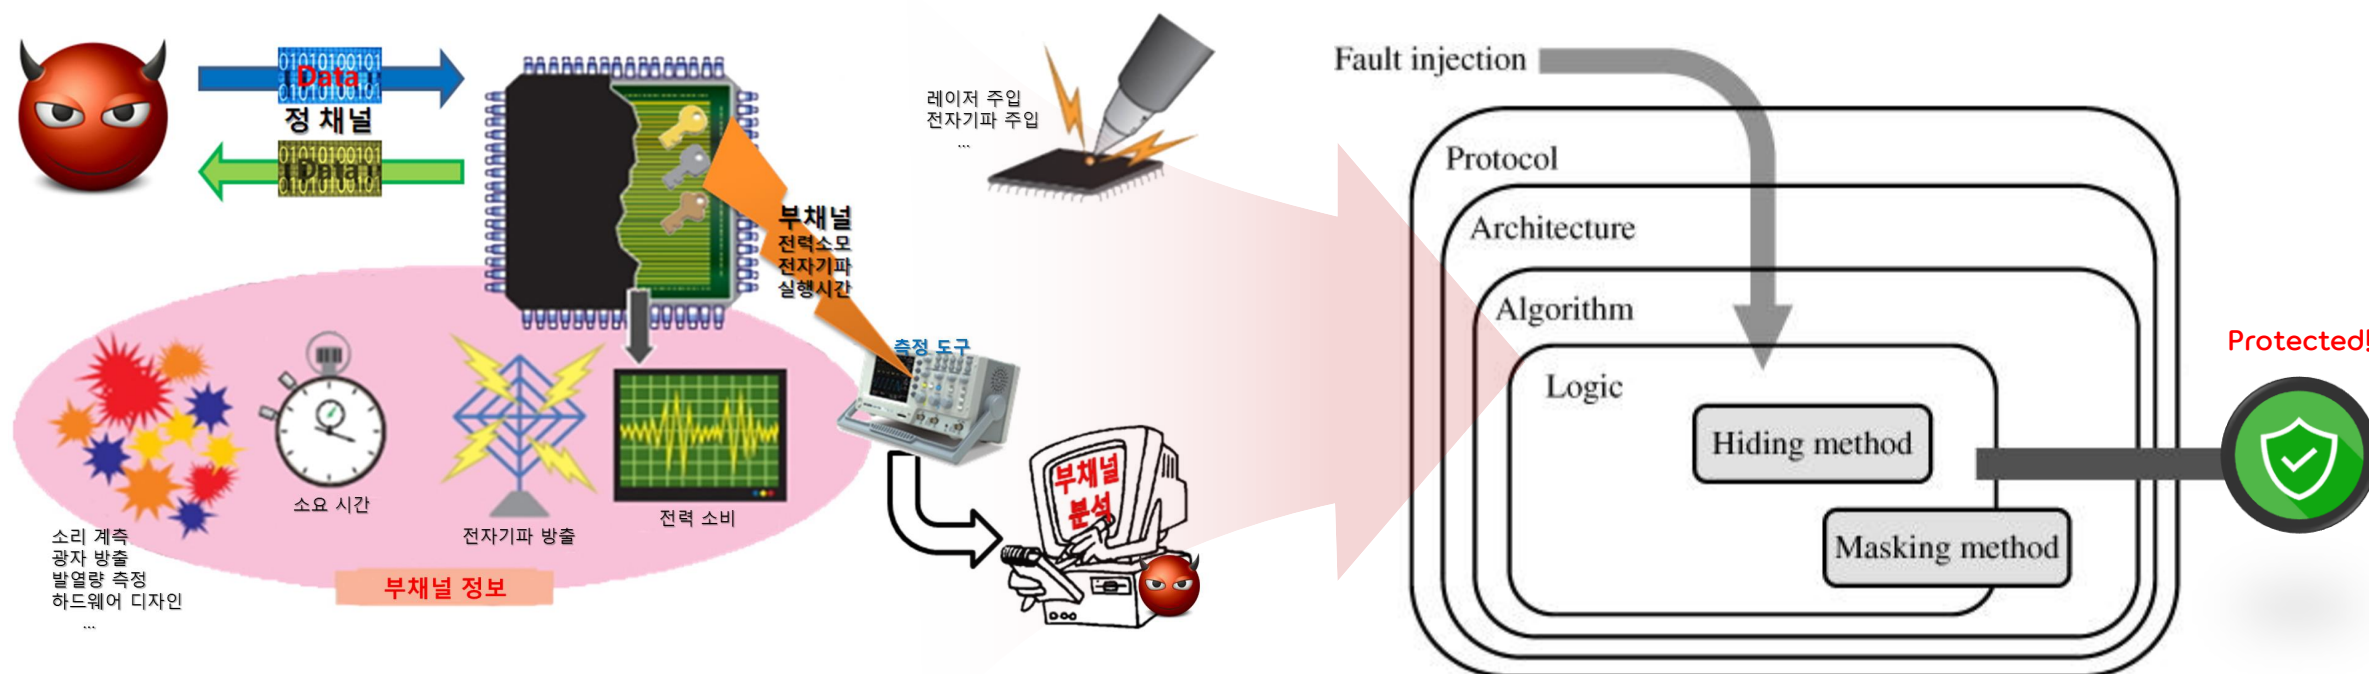 Data
정 채널
Data
부채널
전력소모
전자기파
실행시간
측정 도구
부채널
분석
소요 시간
전자기파 방출
전력 소비
소리 계측
광자 방출
발열량 측정
하드웨어 디자인
...
부채널 정보
레이저 주입
전자기파 주입
...
Fault injection
Protocol
Architecture
Algorithm
Logic
Hiding method
Masking method
Protected!